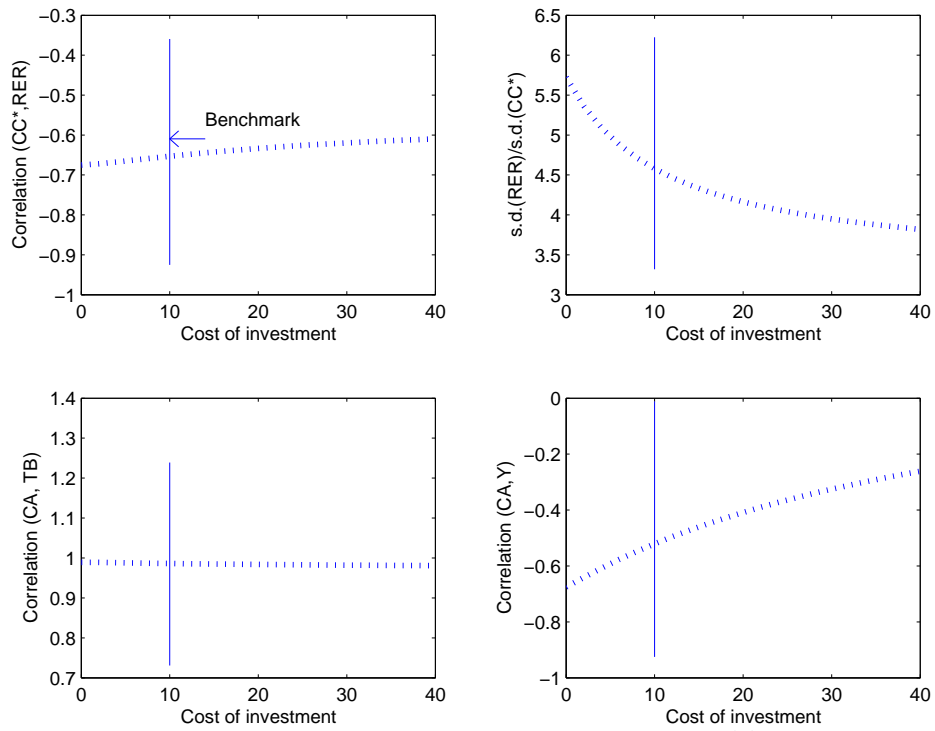 −0.3
−0.4
−0.5
−0.6
−0.7
−0.8
−0.9
−1
Correlation (CC*,RER)
Benchmark
0 10 20 30 40
Cost of investment
6.5
6
5.5
5
4.5
4
3.5
3
s.d.(RER)/s.d.(CC*)
0 10 20 30 40
Cost of investment
1.4
1.3
1.2
1.1
1
0.9
0.8
0.7
Correlation (CA, TB)
0 10 20 30 40
Cost of investment
0
−0.2
−0.4
−0.6
−0.8
−1
Correlation (CA,Y)
0 10 20 30 40
Cost of investment